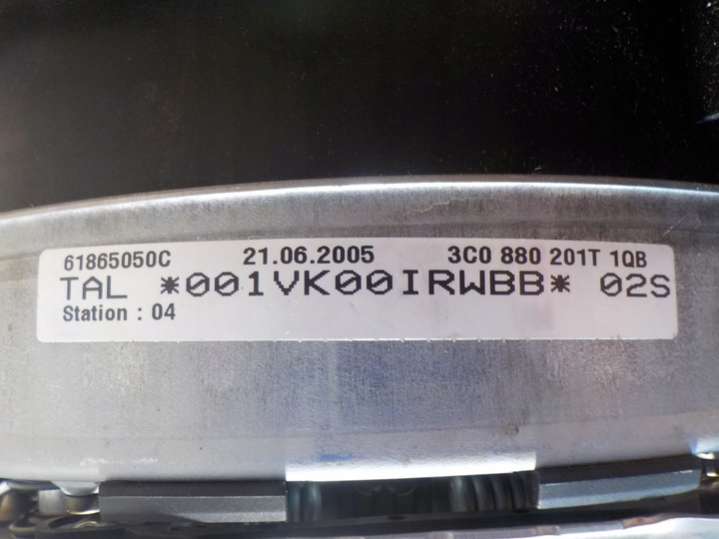 61865050C 21.06.2005 3C0 880 201T 1QB
TAL *001VK00IRWBB* 02S
Station : 04